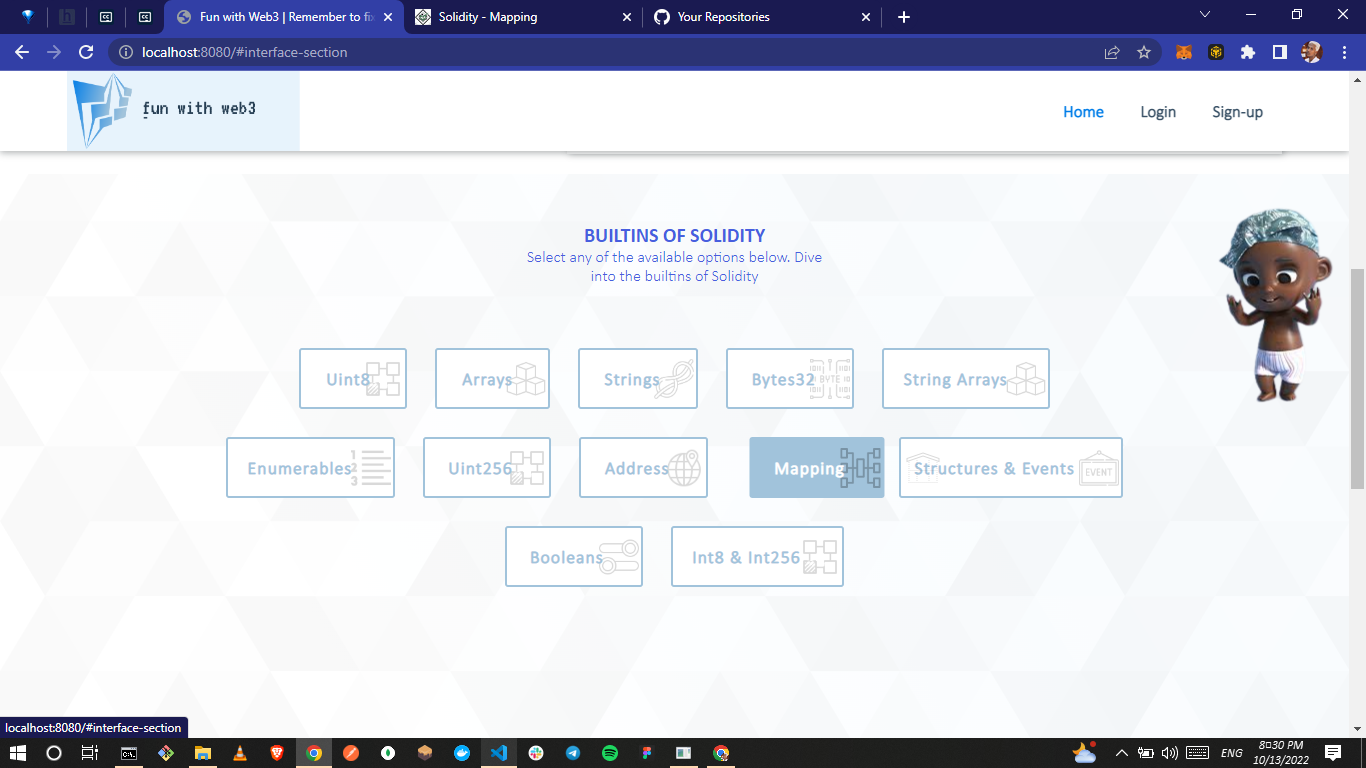 Fun with Web3 | Remember to fi
Solidity - Mapping
Your Repositories
localhost:8080/#interface-section
fun with web3
Home
Login
Sign-up
BUILTINS OF SOLIDITY
Select any of the available options below. Dive
into the builtins of Solidity
Uint8
Arrays
Strings
Bytes32
BYTE
String Arrays
Enumerables
1
2
3
Uint256
Address
Mapping
Structures & Events
EVENT
Booleans
Int8 & Int256
localhost:8080/#interface-section
ENG
8□30 PM
10/13/2022